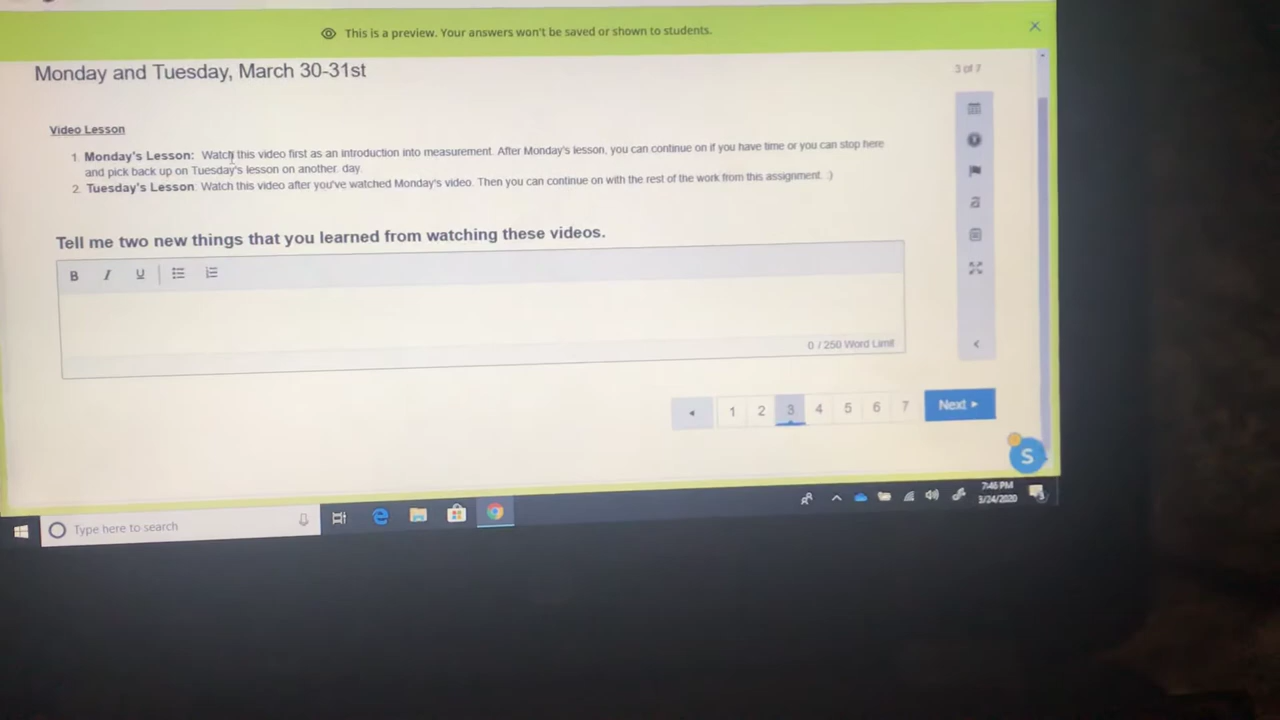 This is a preview. Your answers won't be saved or shown to students.
Monday and Tuesday, March 30-31st
3 of 7
Video Lesson
1. Monday's Lesson: Watch this video first as an introduction into measurement. After Monday's lesson, you can continue on if you have time or you can stop here
and pick back up on Tuesday's lesson on another day.
2. Tuesday's Lesson: Watch this video after you've watched Monday's video. Then you can continue on with the rest of the work from this assignment. :)
Tell me two new things that you learned from watching these videos.
B I U
0 / 250 Word Limit
1 2 3 4 5 6 7 Next
S
Type here to search
7:46 PM
3/24/2020